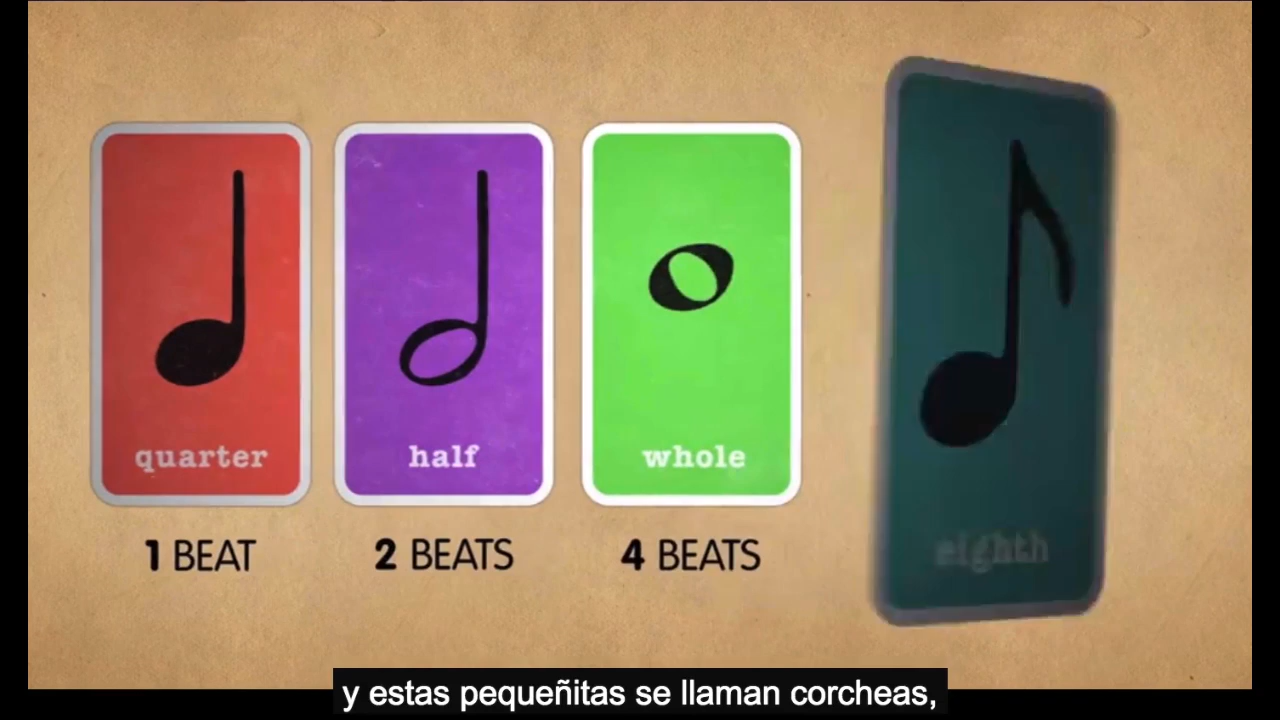 quarter
half
whole
eighth
1 BEAT
2 BEATS
4 BEATS
y estas pequeñitas se llaman corcheas,